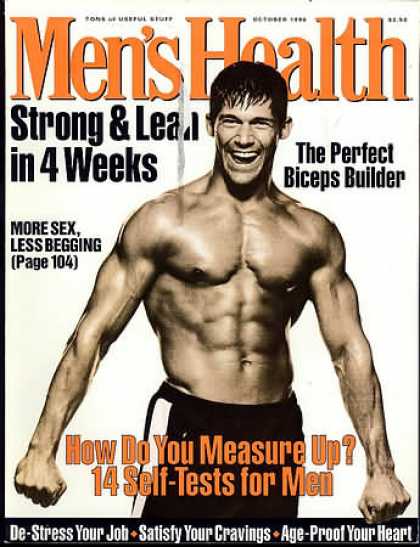 TONS of USEFUL STUFF OCTOBER 1996
Men's Health
Strong & Lean
in 4 Weeks
The Perfect
Biceps Builder
MORE SEX,
LESS BEGGING
(Page 104)
How Do You Measure Up?
14 Self-Tests for Men
De-Stress Your Job • Satisfy Your Cravings • Age-Proof Your Heart